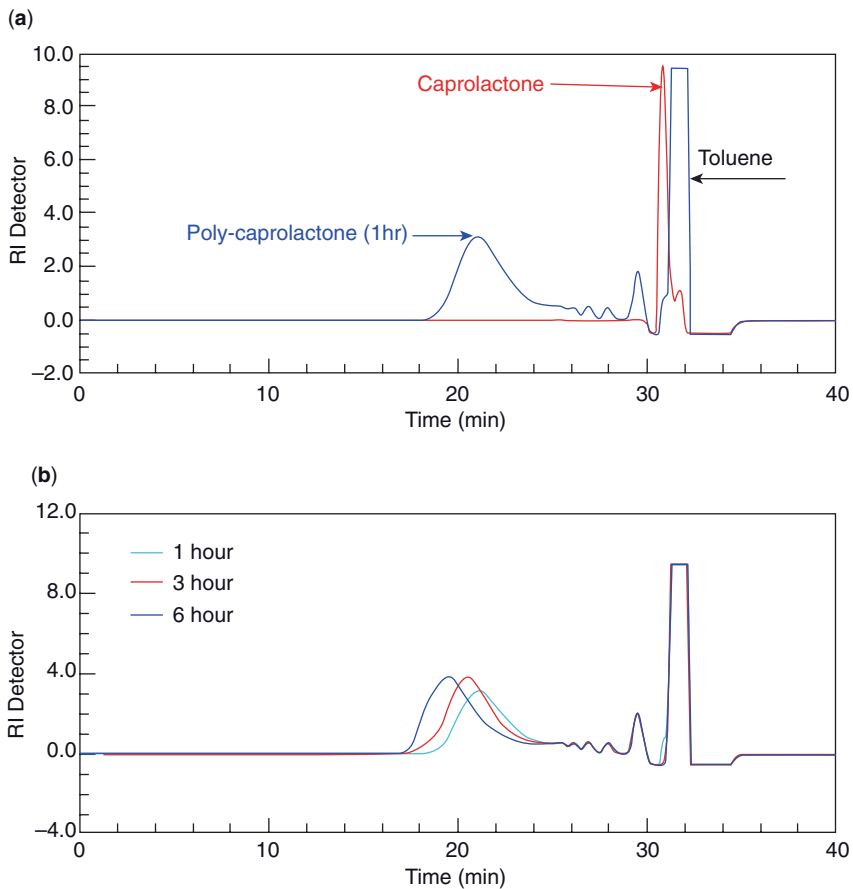 (a)
10.0
8.0
6.0
4.0
2.0
0.0
−2.0
RI Detector
Caprolactone
Toluene
Poly-caprolactone (1hr)
0
10
20
30
40
Time (min)
(b)
12.0
8.0
4.0
0.0
−4.0
RI Detector
1 hour
3 hour
6 hour
0
10
20
30
40
Time (min)